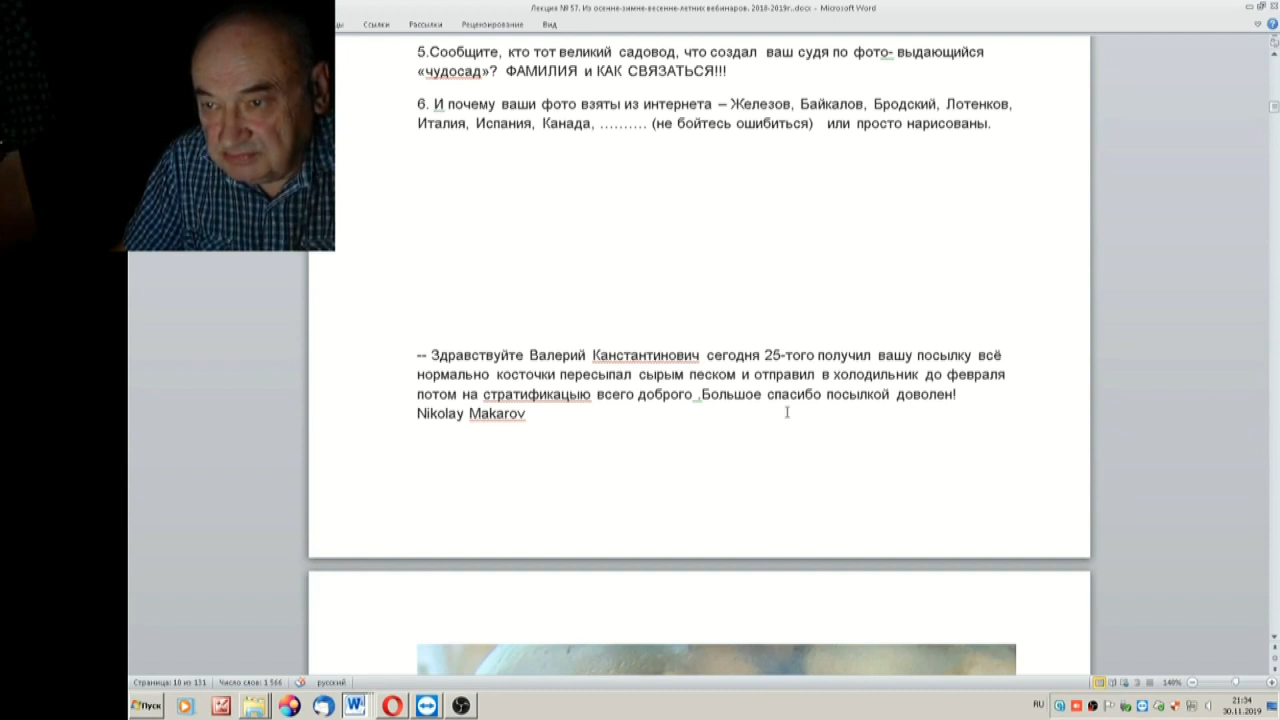 Лекция № 57. Из осенне-зимне-весенне-летних вебинаров. 2018-2019г..docx - Microsoft Word
Ссылки Рассылки Рецензирование Вид
5.Сообщите, кто тот великий садовод, что создал ваш судя по фото- выдающийся
«чудосад»? ФАМИЛИЯ и КАК СВЯЗАТЬСЯ!!!
6. И почему ваши фото взяты из интернета – Железов, Байкалов, Бродский, Лотенков,
Италия, Испания, Канада, ………. (не бойтесь ошибиться) или просто нарисованы.
-- Здравствуйте Валерий Канстантинович сегодня 25-того получил вашу посылку всё
нормально косточки пересыпал сырым песком и отправил в холодильник до февраля
потом на стратификацыю всего доброго .Большое спасибо посылкой доволен!
Nikolay Makarov
Страница: 10 из 131 Число слов: 1 566 русский 140%
Пуск RU 21:34
30.11.2019